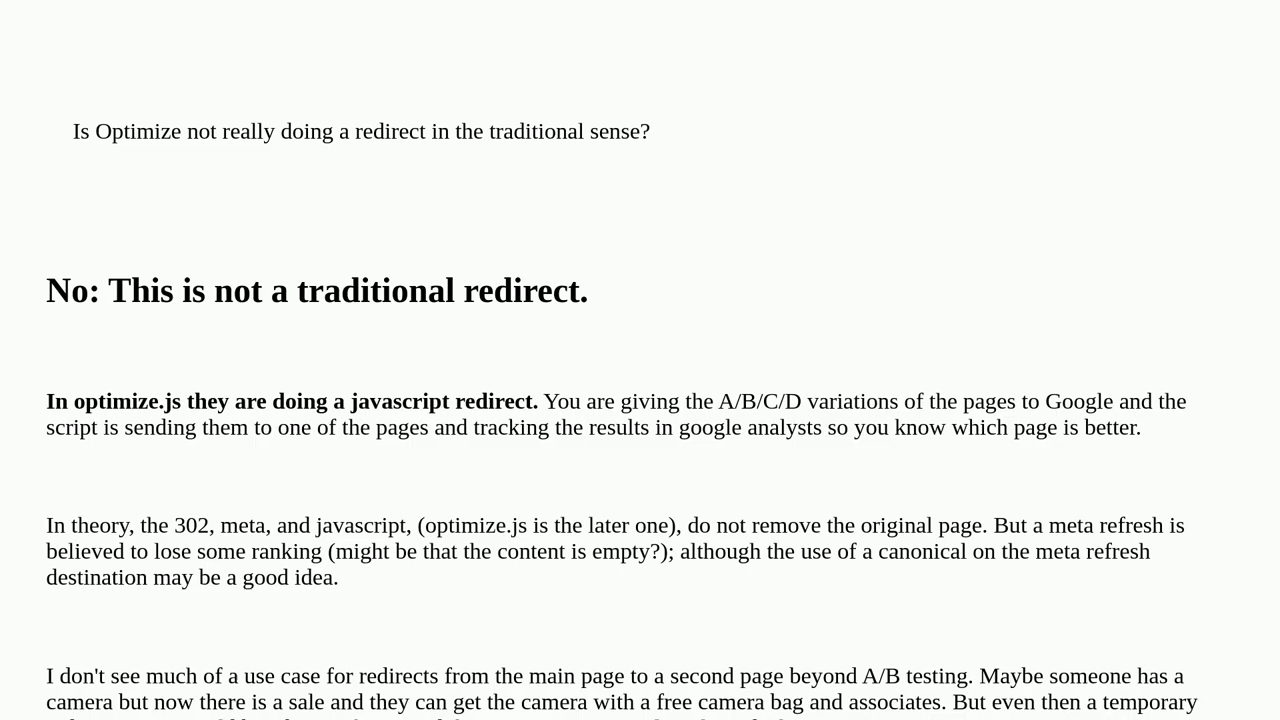 Is Optimize not really doing a redirect in the traditional sense?
No: This is not a traditional redirect.
In optimize.js they are doing a javascript redirect. You are giving the A/B/C/D variations of the pages to Google and the
script is sending them to one of the pages and tracking the results in google analysts so you know which page is better.
In theory, the 302, meta, and javascript, (optimize.js is the later one), do not remove the original page. But a meta refresh is
believed to lose some ranking (might be that the content is empty?); although the use of a canonical on the meta refresh
destination may be a good idea.
I don't see much of a use case for redirects from the main page to a second page beyond A/B testing. Maybe someone has a
camera but now there is a sale and they can get the camera with a free camera bag and associates. But even then a temporary